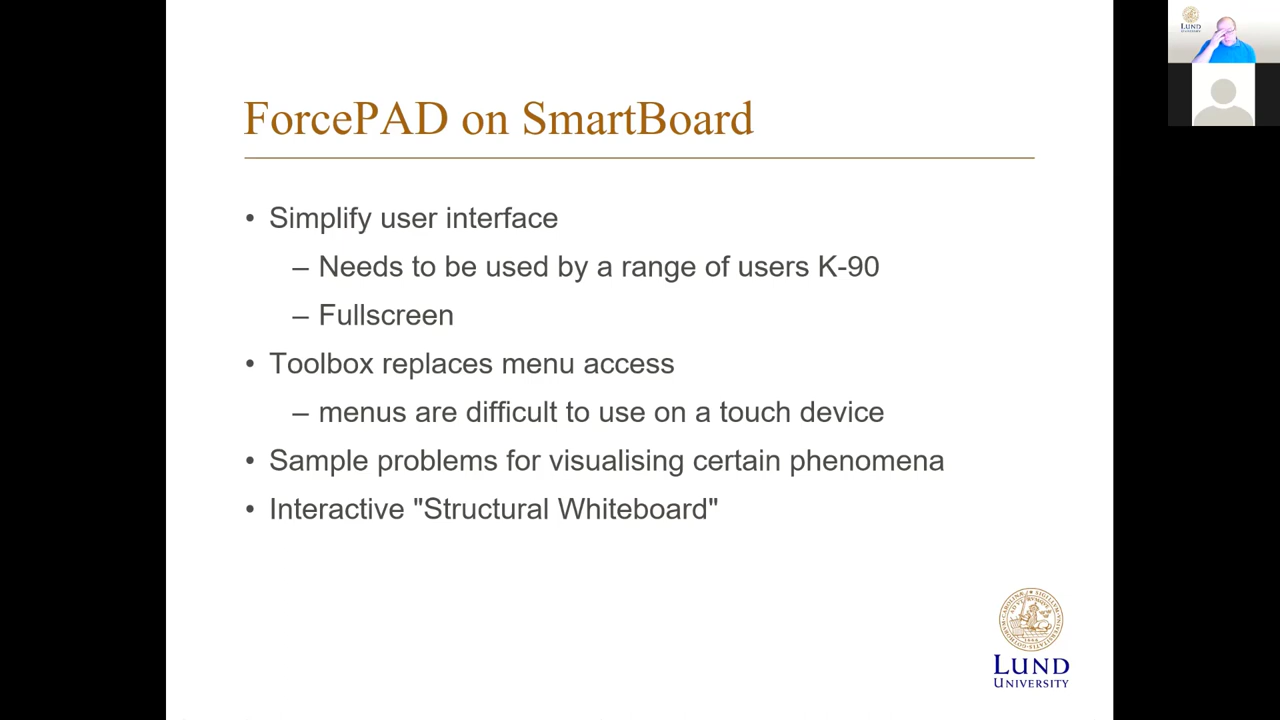 ForcePAD on SmartBoard
• Simplify user interface
– Needs to be used by a range of users K-90
– Fullscreen
• Toolbox replaces menu access
– menus are difficult to use on a touch device
• Sample problems for visualising certain phenomena
• Interactive "Structural Whiteboard"
LUND
UNIVERSITY
LUND